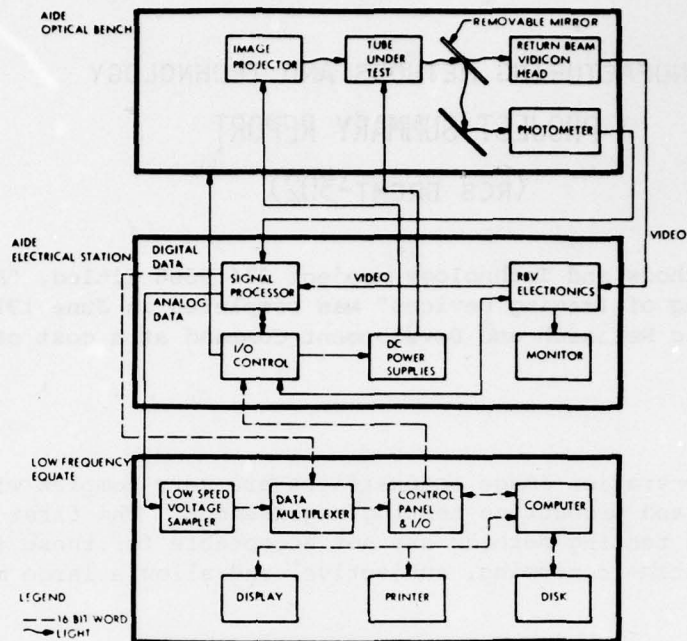 AIDE
OPTICAL BENCH
REMOVABLE MIRROR
IMAGE
PROJECTOR
TUBE
UNDER
TEST
RETURN BEAM
VIDICON
HEAD
PHOTOMETER
AIDE
ELECTRICAL STATION
DIGITAL
DATA
ANALOG
DATA
SIGNAL
PROCESSOR
VIDEO
VIDEO
RBV
ELECTRONICS
I/O
CONTROL
DC
POWER
SUPPLIES
MONITOR
LOW FREQUENCY
EQUATE
LOW SPEED
VOLTAGE
SAMPLER
DATA
MULTIPLEXER
CONTROL
PANEL
& I/O
COMPUTER
DISPLAY
PRINTER
DISK
LEGEND
16 BIT WORD
LIGHT